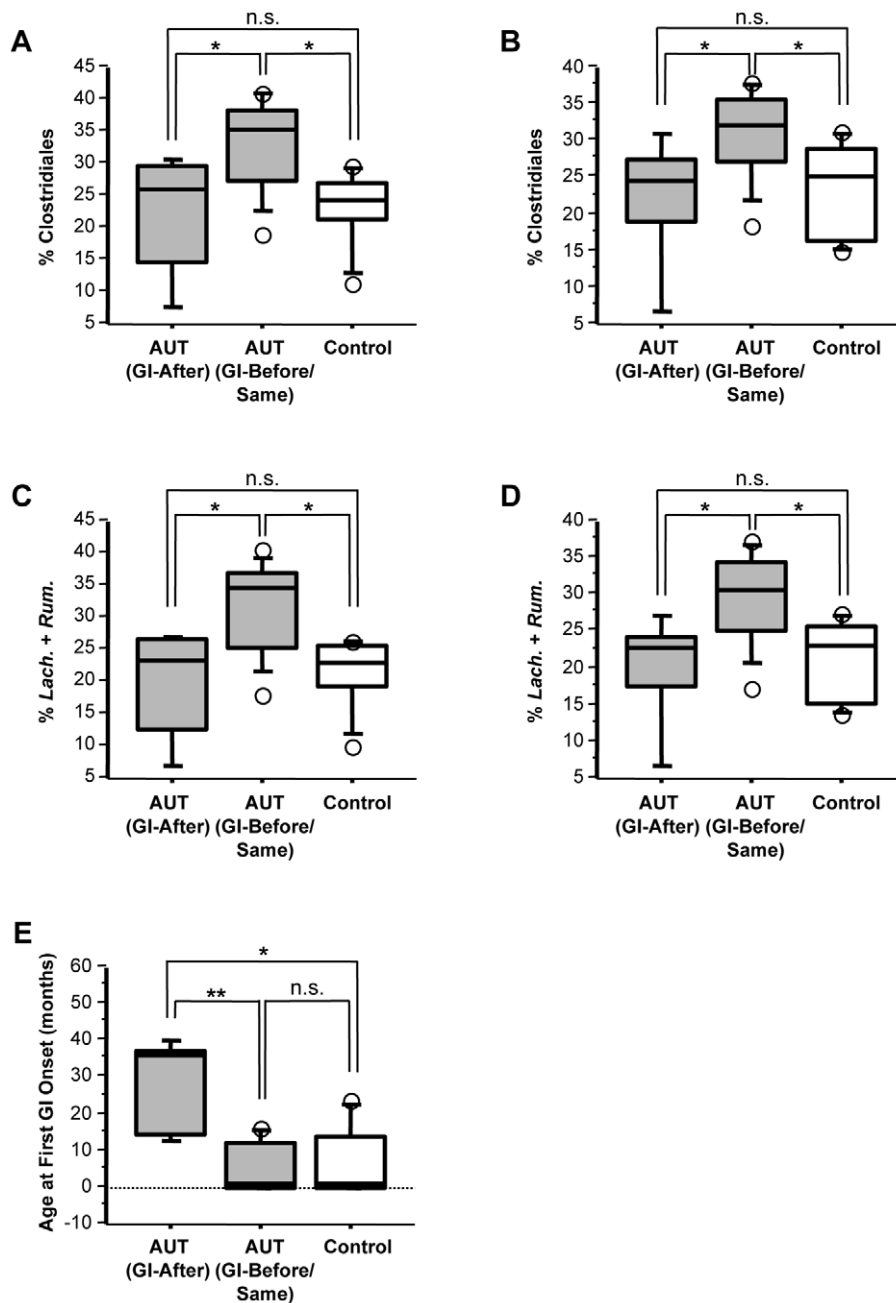 A
n.s.
* *
% Clostridiales
45
40
35
30
25
20
15
10
5
AUT AUT Control
(GI-After) (GI-Before/
Same)
B
n.s.
* *
% Clostridiales
40
35
30
25
20
15
10
5
AUT AUT Control
(GI-After) (GI-Before/
Same)
C
n.s.
* *
% Lach. + Rum.
45
40
35
30
25
20
15
10
5
AUT AUT Control
(GI-After) (GI-Before/
Same)
D
n.s.
* *
% Lach. + Rum.
40
35
30
25
20
15
10
5
AUT AUT Control
(GI-After) (GI-Before/
Same)
E
*
** n.s.
Age at First GI Onset (months)
60
50
40
30
20
10
0
-10
AUT AUT Control
(GI-After) (GI-Before/
Same)